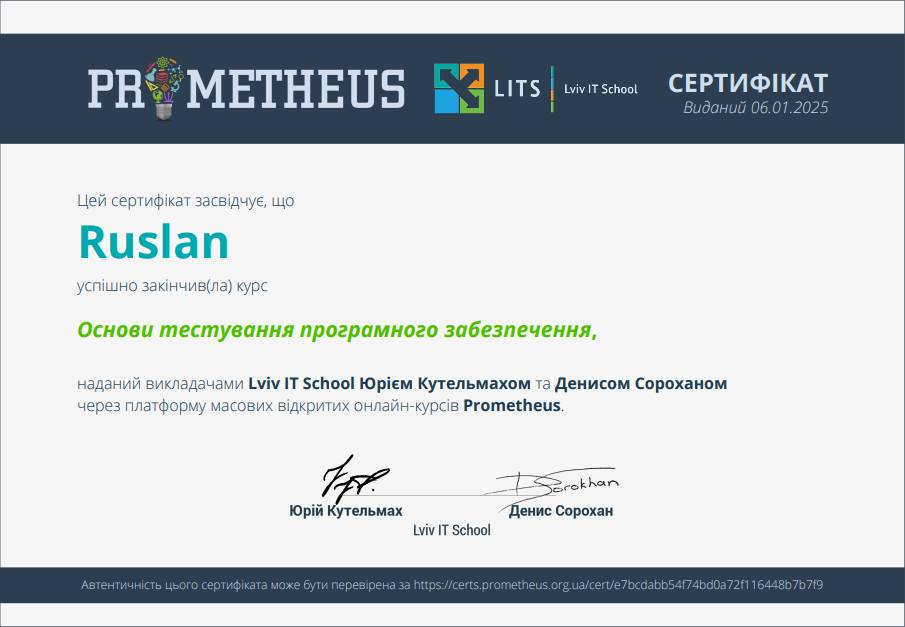 PROMETHEUS
LITS
Lviv IT School
СЕРТИФІКАТ
Виданий 06.01.2025
Цей сертифікат засвідчує, що
Ruslan
успішно закінчив(ла) курс
Основи тестування програмного забезпечення,
наданий викладачами Lviv IT School Юрієм Кутельмахом та Денисом Сороханом
через платформу масових відкритих онлайн-курсів Prometheus.
DSorokhan
Юрій Кутельмах
Денис Сорохан
Lviv IT School
Автентичність цього сертифіката може бути перевірена за https://certs.prometheus.org.ua/cert/e7bcdabb54f74bd0a72f116448b7b7f9